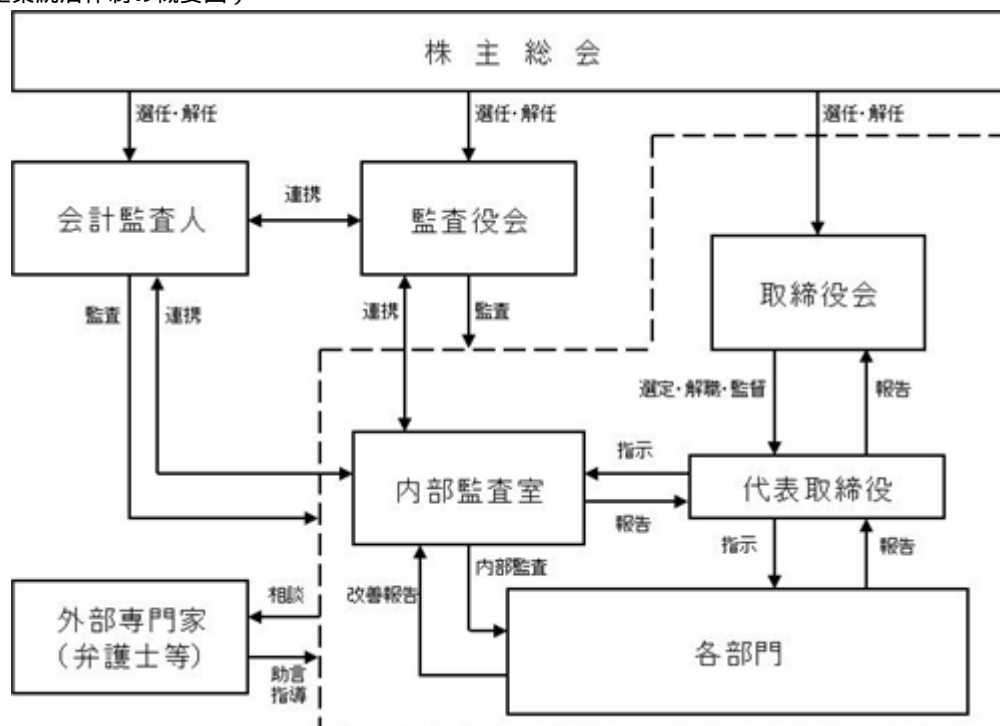 株主総会
選任・解任
選任・解任
選任・解任
会計監査人
連携
監査役会
取締役会
監査
連携
連携
監査
選定・解職・監督
報告
内部監査室
指示
報告
代表取締役
指示
報告
外部専門家
(弁護士等)
相談
助言
指導
改善報告
内部監査
各部門